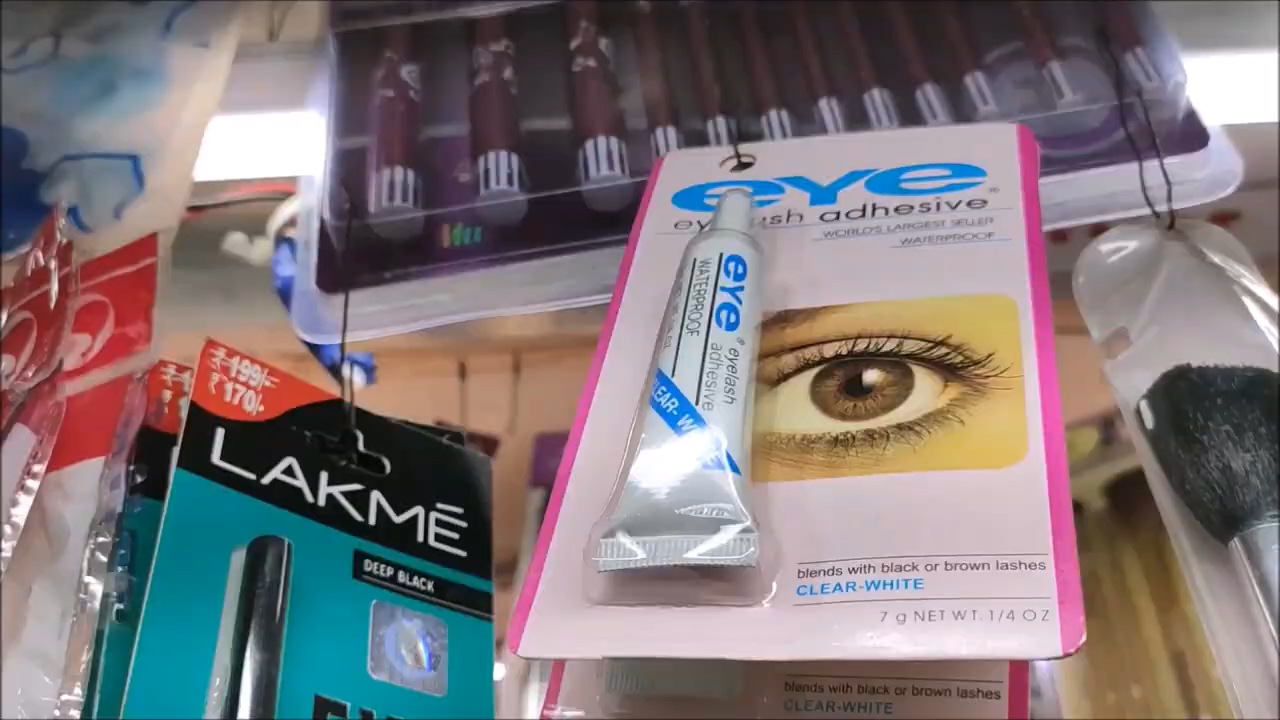 eye
eyelash adhesive
WORLD'S LARGEST SELLER
WATERPROOF
eye® eyelash adhesive
WATERPROOF
CLEAR-W
blends with black or brown lashes
CLEAR-WHITE
7 g NET WT. 1/4 OZ
blends with black or brown lashes
CLEAR-WHITE
₹ 199/-
₹ 170/-
LAKMĒ
DEEP BLACK